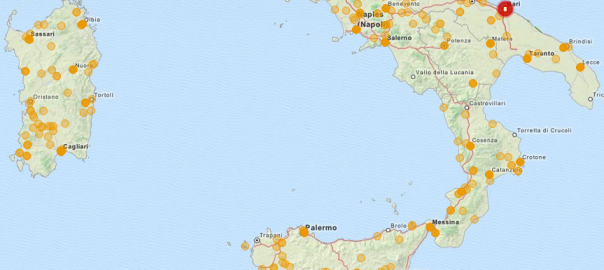 Benevento
Bari
Olbia
Naples
(Napoli
Sassari
Salerno
Potenza
Matera
Brindisi
Taranto
Nuoro
Lecce
Vallo della Lucania
Oristano
Tortolì
Castrovillari
Torretta di Crucoli
Cosenza
Cagliari
Crotone
Catanzaro
Messina
Palermo
Brolo
Trapani